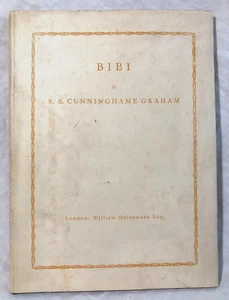 BIBI
R. B. CUNNINGHAME GRAHAM
London: William Heinemann Ltd.